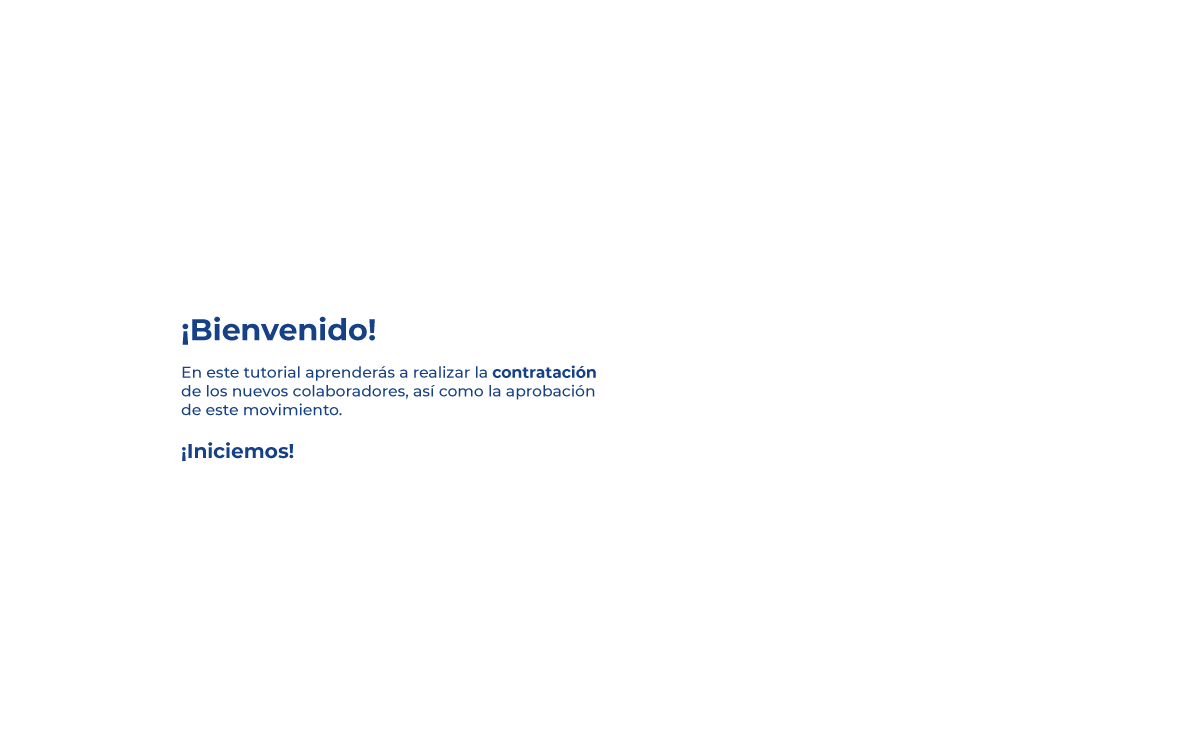 ¡Bienvenido!
En este tutorial aprenderás a realizar la contratación
de los nuevos colaboradores, así como la aprobación
de este movimiento.
¡Iniciemos!